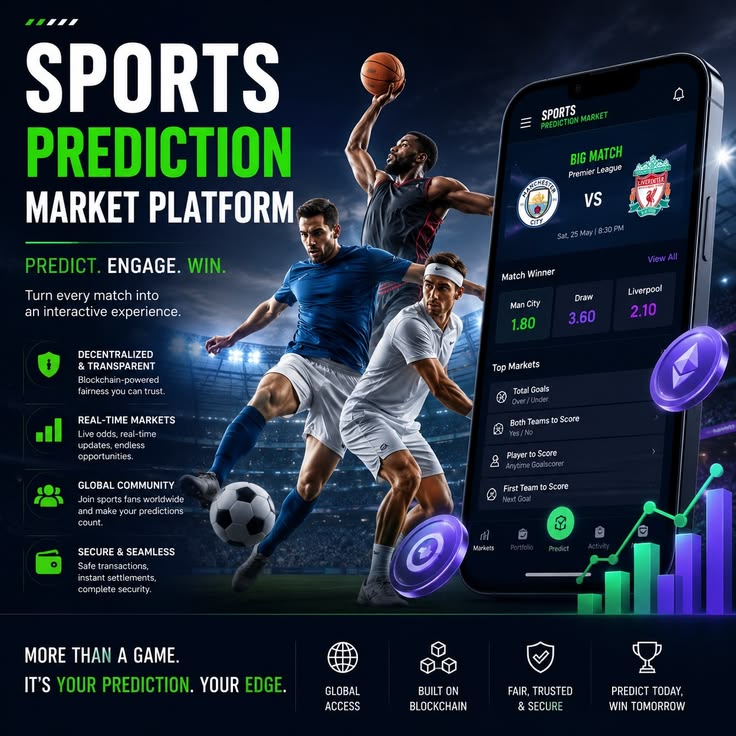 SPORTS
PREDICTION
MARKET PLATFORM
PREDICT. ENGAGE. WIN.
Turn every match into
an interactive experience.
DECENTRALIZED
& TRANSPARENT
Blockchain-powered
fairness you can trust.
REAL-TIME MARKETS
Live odds, real-time
updates, endless
opportunities.
GLOBAL COMMUNITY
Join sports fans worldwide
and make your predictions
count.
SECURE & SEAMLESS
Safe transactions,
instant settlements,
complete security.
SPORTS
PREDICTION MARKET
BIG MATCH
Premier League
MANCHESTER
CITY
VS
Sat, 25 May | 8:30 PM
Match Winner
View All
Man City
1.80
Draw
3.60
Liverpool
2.10
Top Markets
Total Goals
Over / Under
Both Teams to Score
Yes / No
Player to Score
Anytime Goalscorer
First Team to Score
Next Goal
Markets
Portfolio
Predict
Activity
MORE THAN A GAME.
IT'S YOUR PREDICTION. YOUR EDGE.
GLOBAL
ACCESS
BUILT ON
BLOCKCHAIN
FAIR, TRUSTED
& SECURE
PREDICT TODAY,
WIN TOMORROW